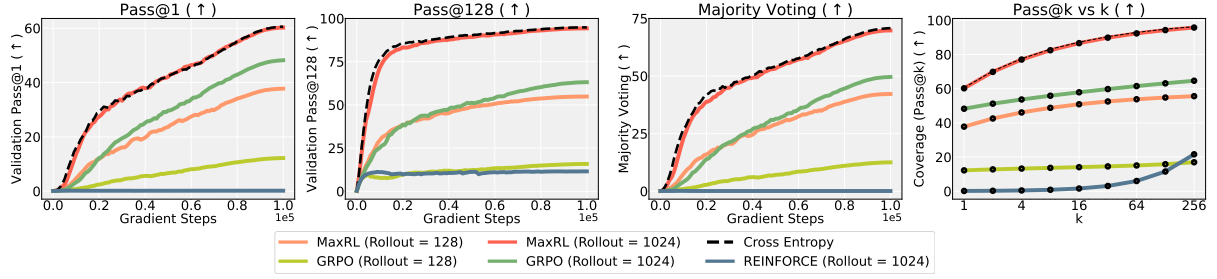 Pass@1 (↑)
Validation Pass@1 (↑)
60
40
20
0
0.0
0.2
0.4
0.6
0.8
1.0
1e5
Gradient Steps
Pass@128 (↑)
Validation Pass@128 (↑)
100
75
50
25
0
0.0
0.2
0.4
0.6
0.8
1.0
1e5
Gradient Steps
Majority Voting (↑)
Majority Voting (↑)
75
50
25
0
0.0
0.2
0.4
0.6
0.8
1.0
1e5
Gradient Steps
Pass@k vs k (↑)
Coverage (Pass@k) (↑)
100
80
60
40
20
0
1
4
16
64
256
k
MaxRL (Rollout = 128)
MaxRL (Rollout = 1024)
Cross Entropy
GRPO (Rollout = 128)
GRPO (Rollout = 1024)
REINFORCE (Rollout = 1024)